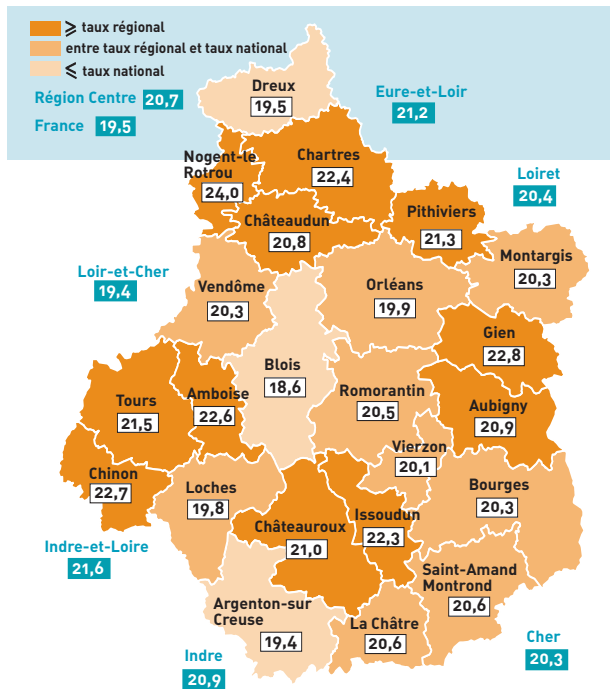 ⩾ taux régional
entre taux régional et taux national
⩽ taux national
Région Centre 20,7
France 19,5
Dreux
19,5
Eure-et-Loir
21,2
Nogent-le
Rotrou
24,0
Chartres
22,4
Loiret
20,4
Châteaudun
20,8
Pithiviers
21,3
Montargis
20,3
Loir-et-Cher
19,4
Vendôme
20,3
Orléans
19,9
Gien
22,8
Blois
18,6
Tours
21,5
Amboise
22,6
Romorantin
20,5
Aubigny
20,9
Vierzon
20,1
Chinon
22,7
Loches
19,8
Bourges
20,3
Châteauroux
21,0
Issoudun
22,3
Indre-et-Loire
21,6
Saint-Amand
Montrond
20,6
Argenton-sur
Creuse
19,4
La Châtre
20,6
Cher
20,3
Indre
20,9